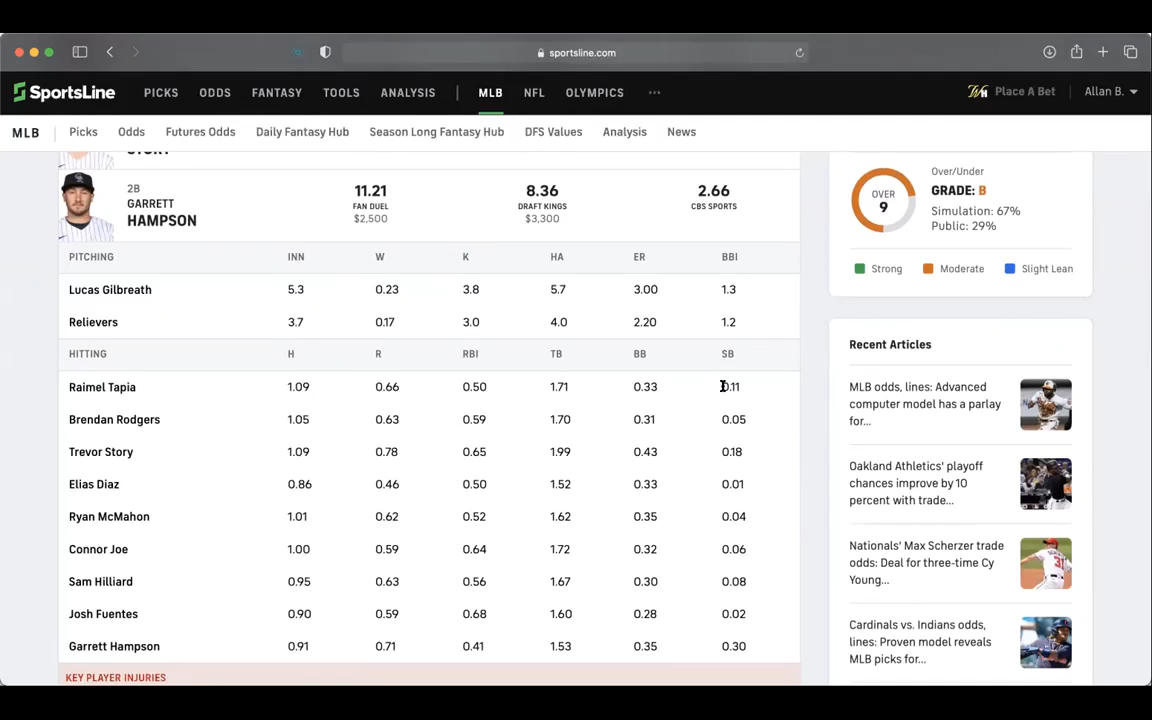 sportsline.com
SportsLine PICKS ODDS FANTASY TOOLS ANALYSIS | MLB NFL OLYMPICS ••• WH Place A Bet | Allan B.
MLB | Picks Odds Futures Odds Daily Fantasy Hub Season Long Fantasy Hub DFS Values Analysis News
STORY
2B
GARRETT
HAMPSON
11.21
FAN DUEL
$2,500
8.36
DRAFT KINGS
$3,300
2.66
CBS SPORTS
PITCHING INN W K HA ER BBI
Lucas Gilbreath 5.3 0.23 3.8 5.7 3.00 1.3
Relievers 3.7 0.17 3.0 4.0 2.20 1.2
HITTING H R RBI TB BB SB
Raimel Tapia 1.09 0.66 0.50 1.71 0.33 0.11
Brendan Rodgers 1.05 0.63 0.59 1.70 0.31 0.05
Trevor Story 1.09 0.78 0.65 1.99 0.43 0.18
Elias Diaz 0.86 0.46 0.50 1.52 0.33 0.01
Ryan McMahon 1.01 0.62 0.52 1.62 0.35 0.04
Connor Joe 1.00 0.59 0.64 1.72 0.32 0.06
Sam Hilliard 0.95 0.63 0.56 1.67 0.30 0.08
Josh Fuentes 0.90 0.59 0.68 1.60 0.28 0.02
Garrett Hampson 0.91 0.71 0.41 1.53 0.35 0.30
KEY PLAYER INJURIES
OVER
9
Over/Under
GRADE: B
Simulation: 67%
Public: 29%
Strong Moderate Slight Lean
Recent Articles
MLB odds, lines: Advanced
computer model has a parlay
for...
Oakland Athletics' playoff
chances improve by 10
percent with trade...
Nationals' Max Scherzer trade
odds: Deal for three-time Cy
Young...
Cardinals vs. Indians odds,
lines: Proven model reveals
MLB picks for...